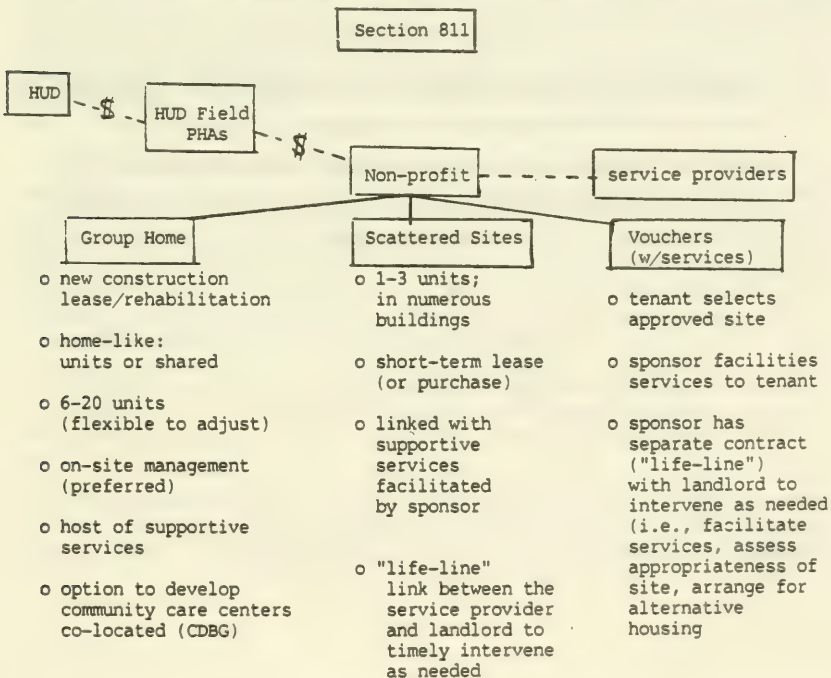 Section 811
HUD
$
HUD Field
PHAs
$
Non-profit
service providers
Group Home
o new construction
lease/rehabilitation
o home-like:
units or shared
o 6-20 units
(flexible to adjust)
o on-site management
(preferred)
o host of supportive
services
o option to develop
community care centers
co-located (CDBG)
Scattered Sites
o 1-3 units;
in numerous
buildings
o short-term lease
(or purchase)
o linked with
supportive
services
facilitated
by sponsor
o "life-line"
link between the
service provider
and landlord to
timely intervene
as needed
Vouchers
(w/services)
o tenant selects
approved site
o sponsor facilities
services to tenant
o sponsor has
separate contract
("life-line")
with landlord to
intervene as needed
(i.e., facilitate
services, assess
appropriateness of
site, arrange for
alternative
housing